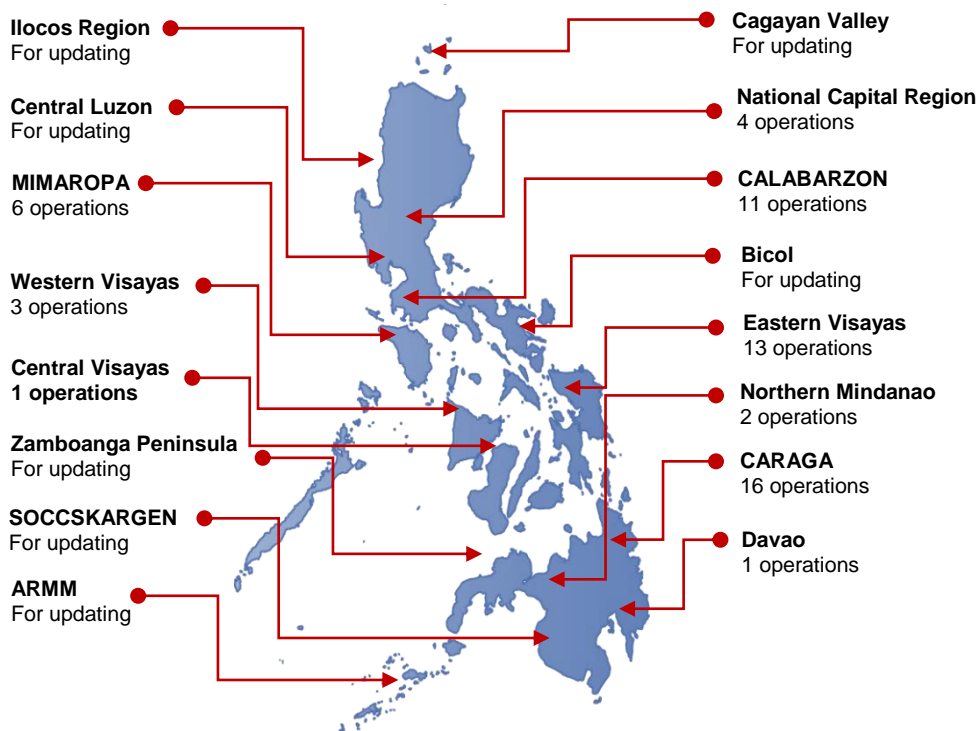 Ilocos Region
For updating
Central Luzon
For updating
MIMAROPA
6 operations
Western Visayas
3 operations
Central Visayas
1 operations
Zamboanga Peninsula
For updating
SOCCSKARGEN
For updating
ARMM
For updating
Cagayan Valley
For updating
National Capital Region
4 operations
CALABARZON
11 operations
Bicol
For updating
Eastern Visayas
13 operations
Northern Mindanao
2 operations
CARAGA
16 operations
Davao
1 operations